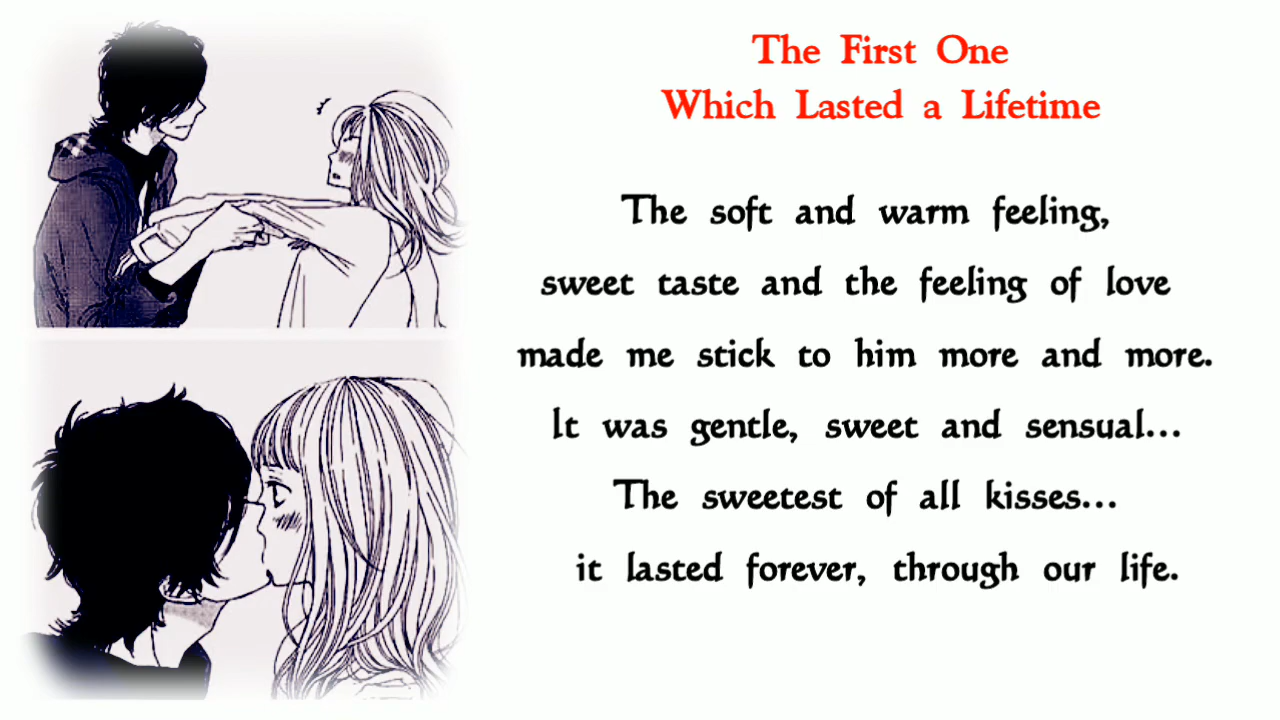 The First One
Which Lasted a Lifetime
The soft and warm feeling,
sweet taste and the feeling of love
made me stick to him more and more.
It was gentle, sweet and sensual...
The sweetest of all kisses...
it lasted forever, through our life.